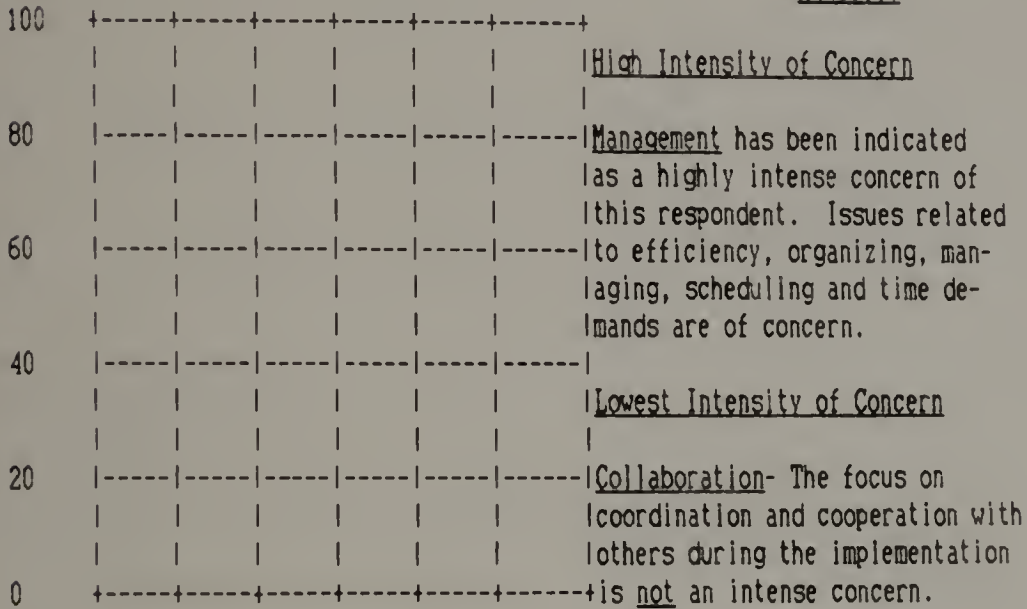 100 +-----+-----+-----+-----+-----+-----+
| | | | | | |High Intensity of Concern
| | | | | | |
80 |-----|-----|-----|-----|-----|------|Management has been indicated
| | | | | | |as a highly intense concern of
| | | | | | |this respondent. Issues related
60 |-----|-----|-----|-----|-----|------|to efficiency, organizing, man-
| | | | | | |aging, scheduling and time de-
| | | | | | |mands are of concern.
40 |-----|-----|-----|-----|-----|------|
| | | | | | |Lowest Intensity of Concern
| | | | | | |
20 |-----|-----|-----|-----|-----|------|Collaboration- The focus on
| | | | | | |coordination and cooperation with
| | | | | | |others during the implementation
0 +-----+-----+-----+-----+-----+------+is not an intense concern.